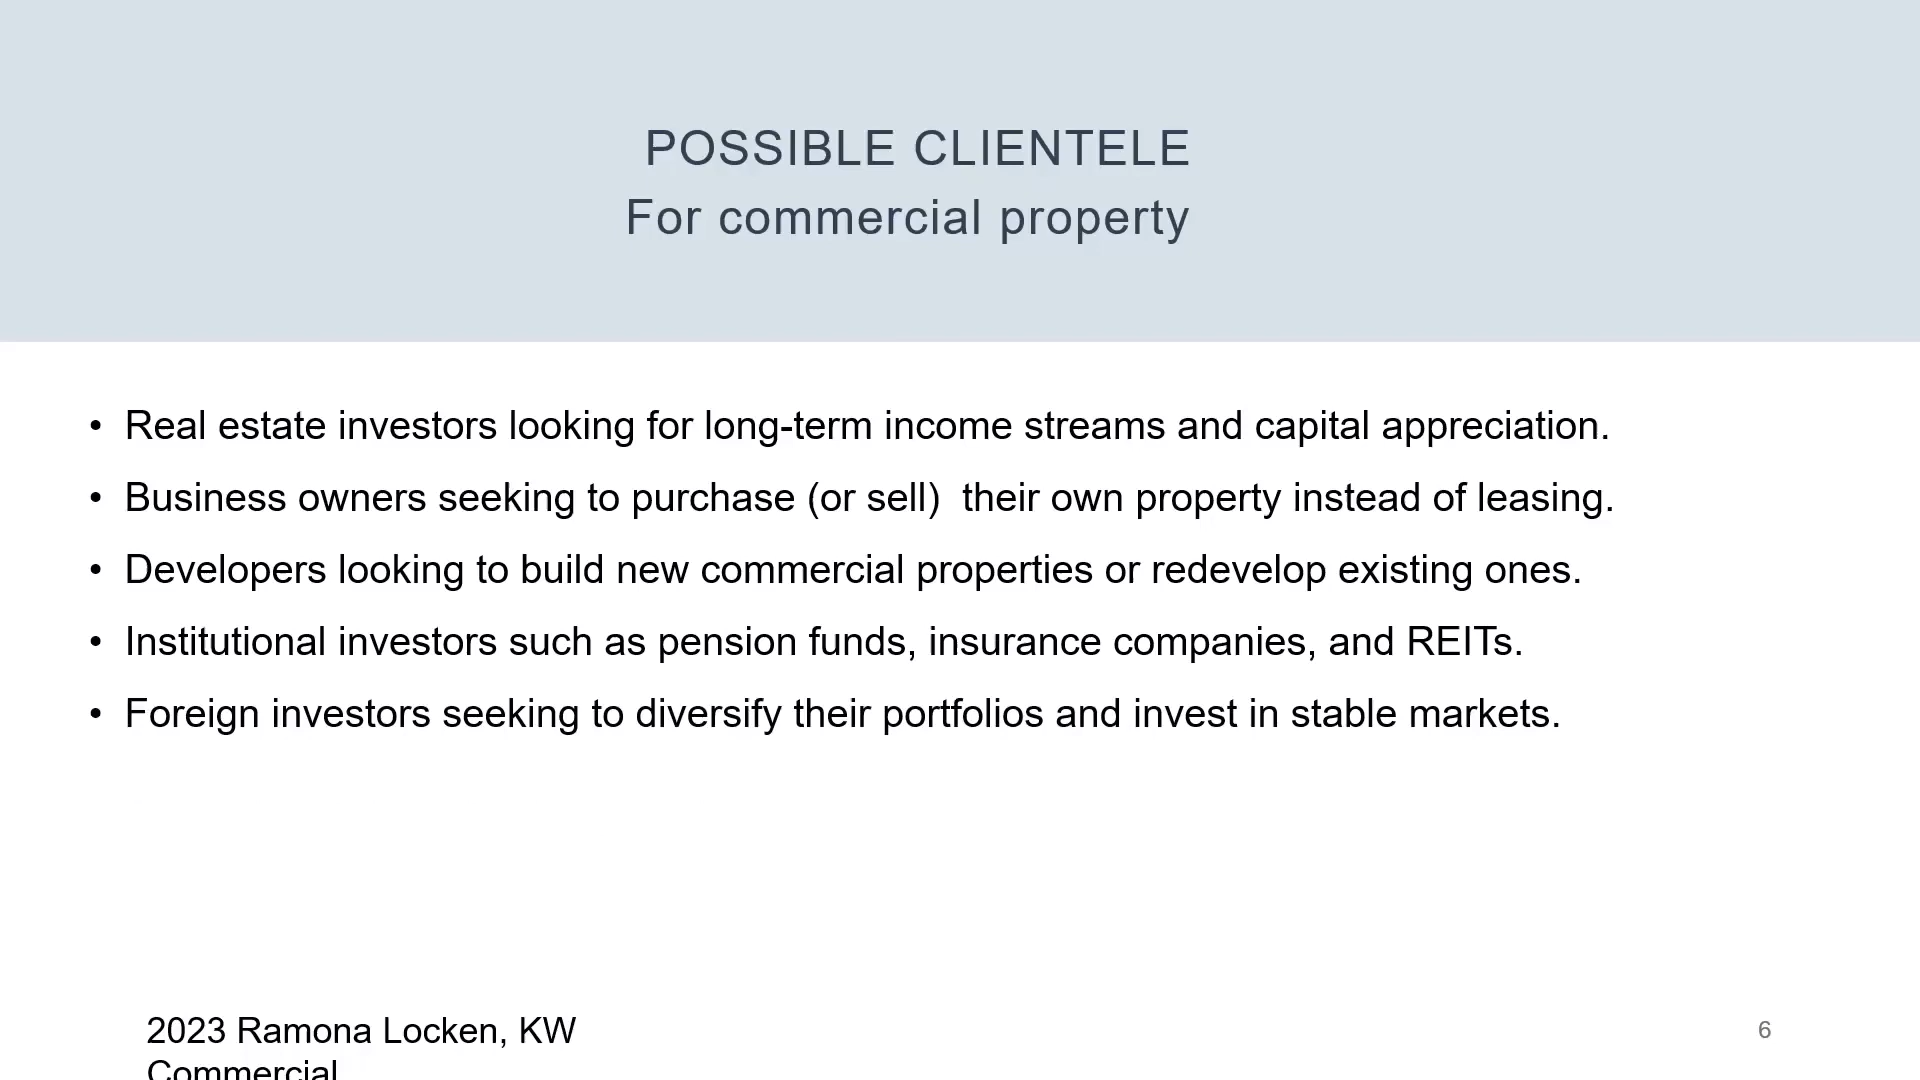 POSSIBLE CLIENTELE
For commercial property
• Real estate investors looking for long-term income streams and capital appreciation.
• Business owners seeking to purchase (or sell)  their own property instead of leasing.
• Developers looking to build new commercial properties or redevelop existing ones.
• Institutional investors such as pension funds, insurance companies, and REITs.
• Foreign investors seeking to diversify their portfolios and invest in stable markets.
2023 Ramona Locken, KW
Commercial
6